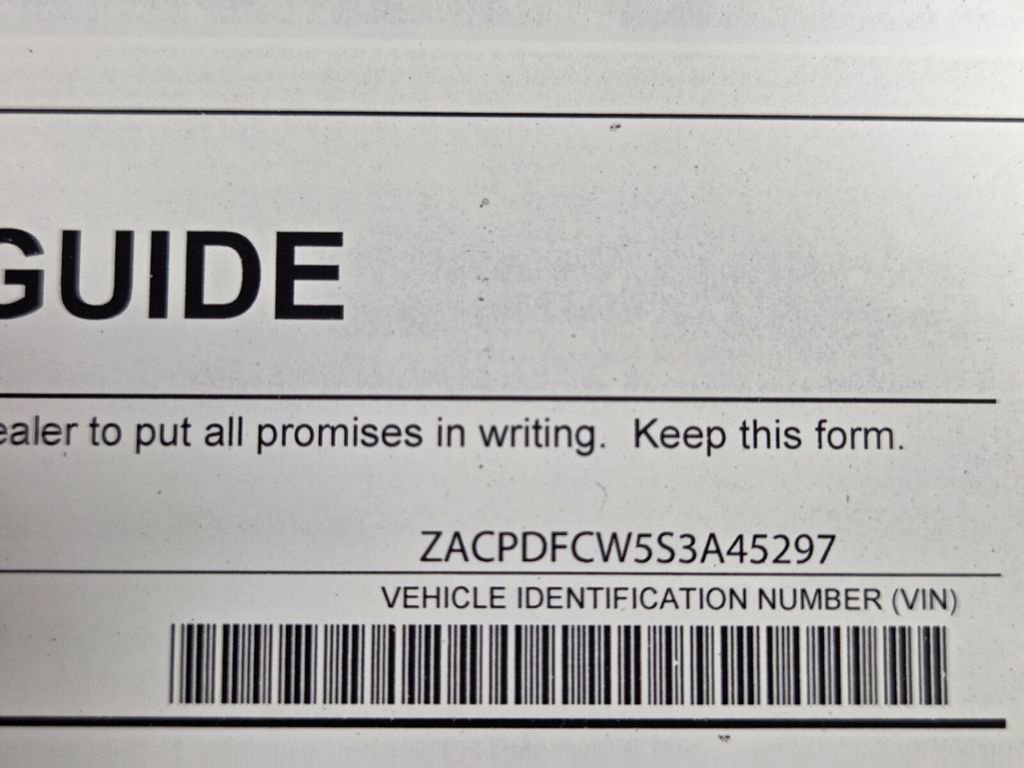 GUIDE
ealer to put all promises in writing. Keep this form.
ZACPDFCW5S3A45297
VEHICLE IDENTIFICATION NUMBER (VIN)